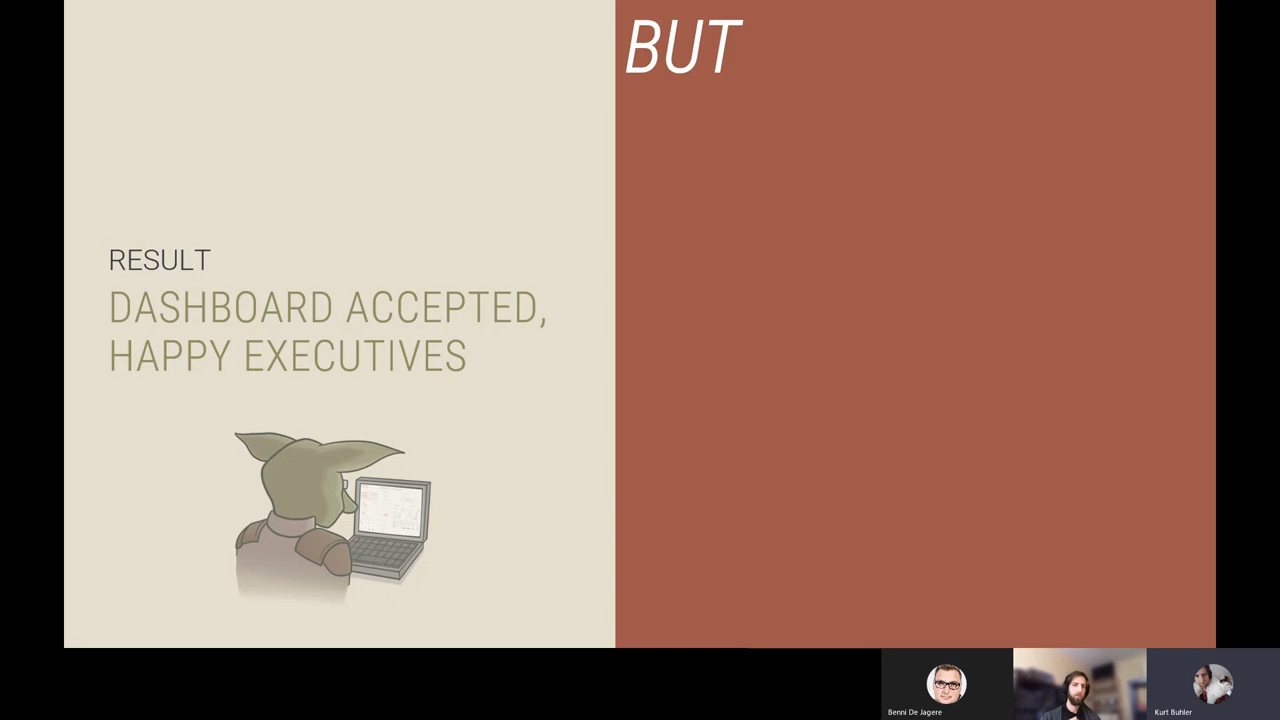 BUT
RESULT
DASHBOARD ACCEPTED,
HAPPY EXECUTIVES
Benni De Jagere
Kurt Buhler